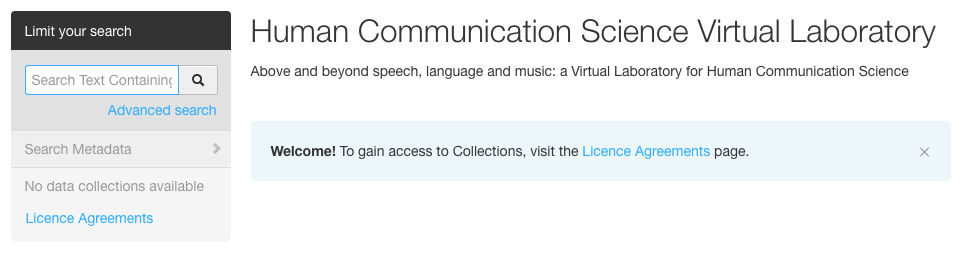 Limit your search
Search Text Containing
Advanced search
Search Metadata
No data collections available
Licence Agreements
Human Communication Science Virtual Laboratory
Above and beyond speech, language and music: a Virtual Laboratory for Human Communication Science
Welcome! To gain access to Collections, visit the Licence Agreements page. ×